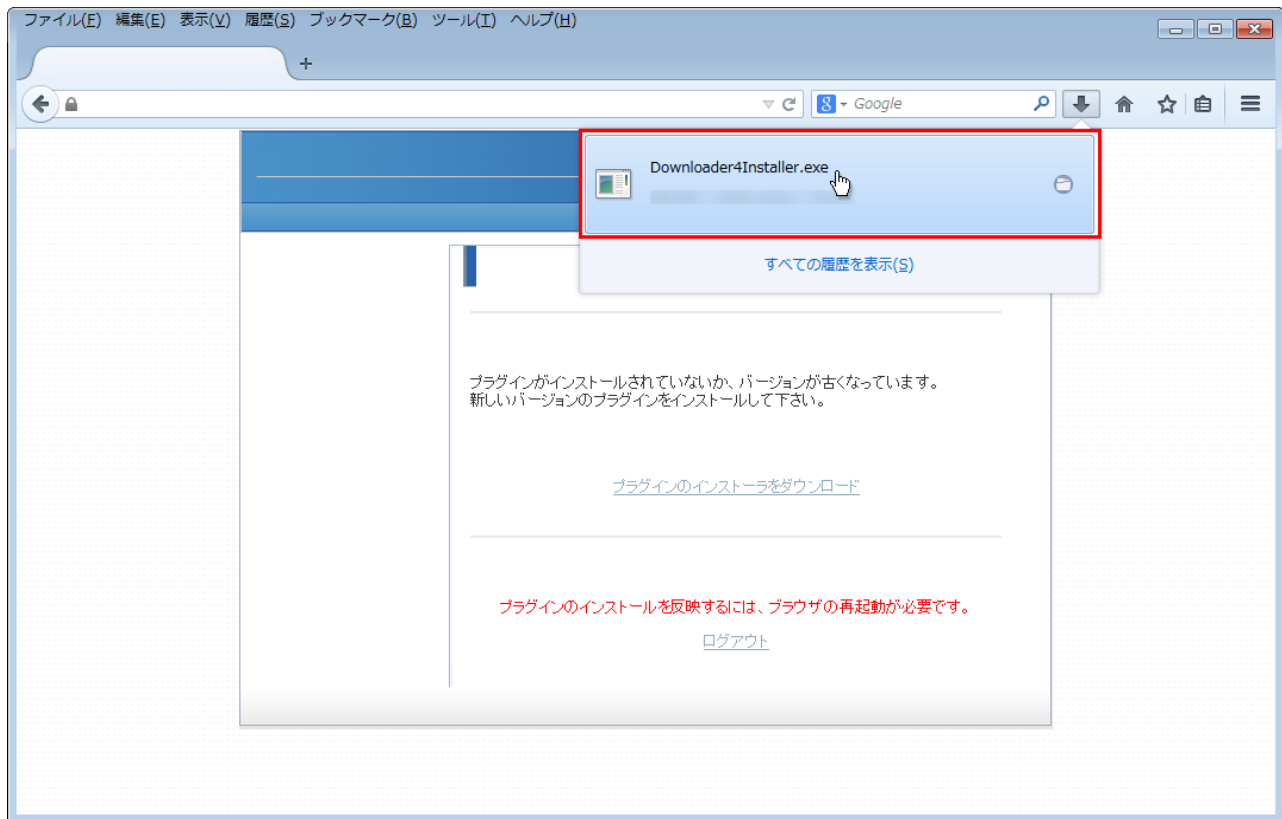 ファイル(F) 編集(E) 表示(V) 履歴(S) ブックマーク(B) ツール(T) ヘルプ(H)
+
8 Google
Downloader4Installer.exe
すべての履歴を表示(S)
プラグインがインストールされていないか、バージョンが古くなっています。
新しいバージョンのプラグインをインストールして下さい。
プラグインのインストーラをダウンロード
プラグインのインストールを反映するには、ブラウザの再起動が必要です。
ログアウト